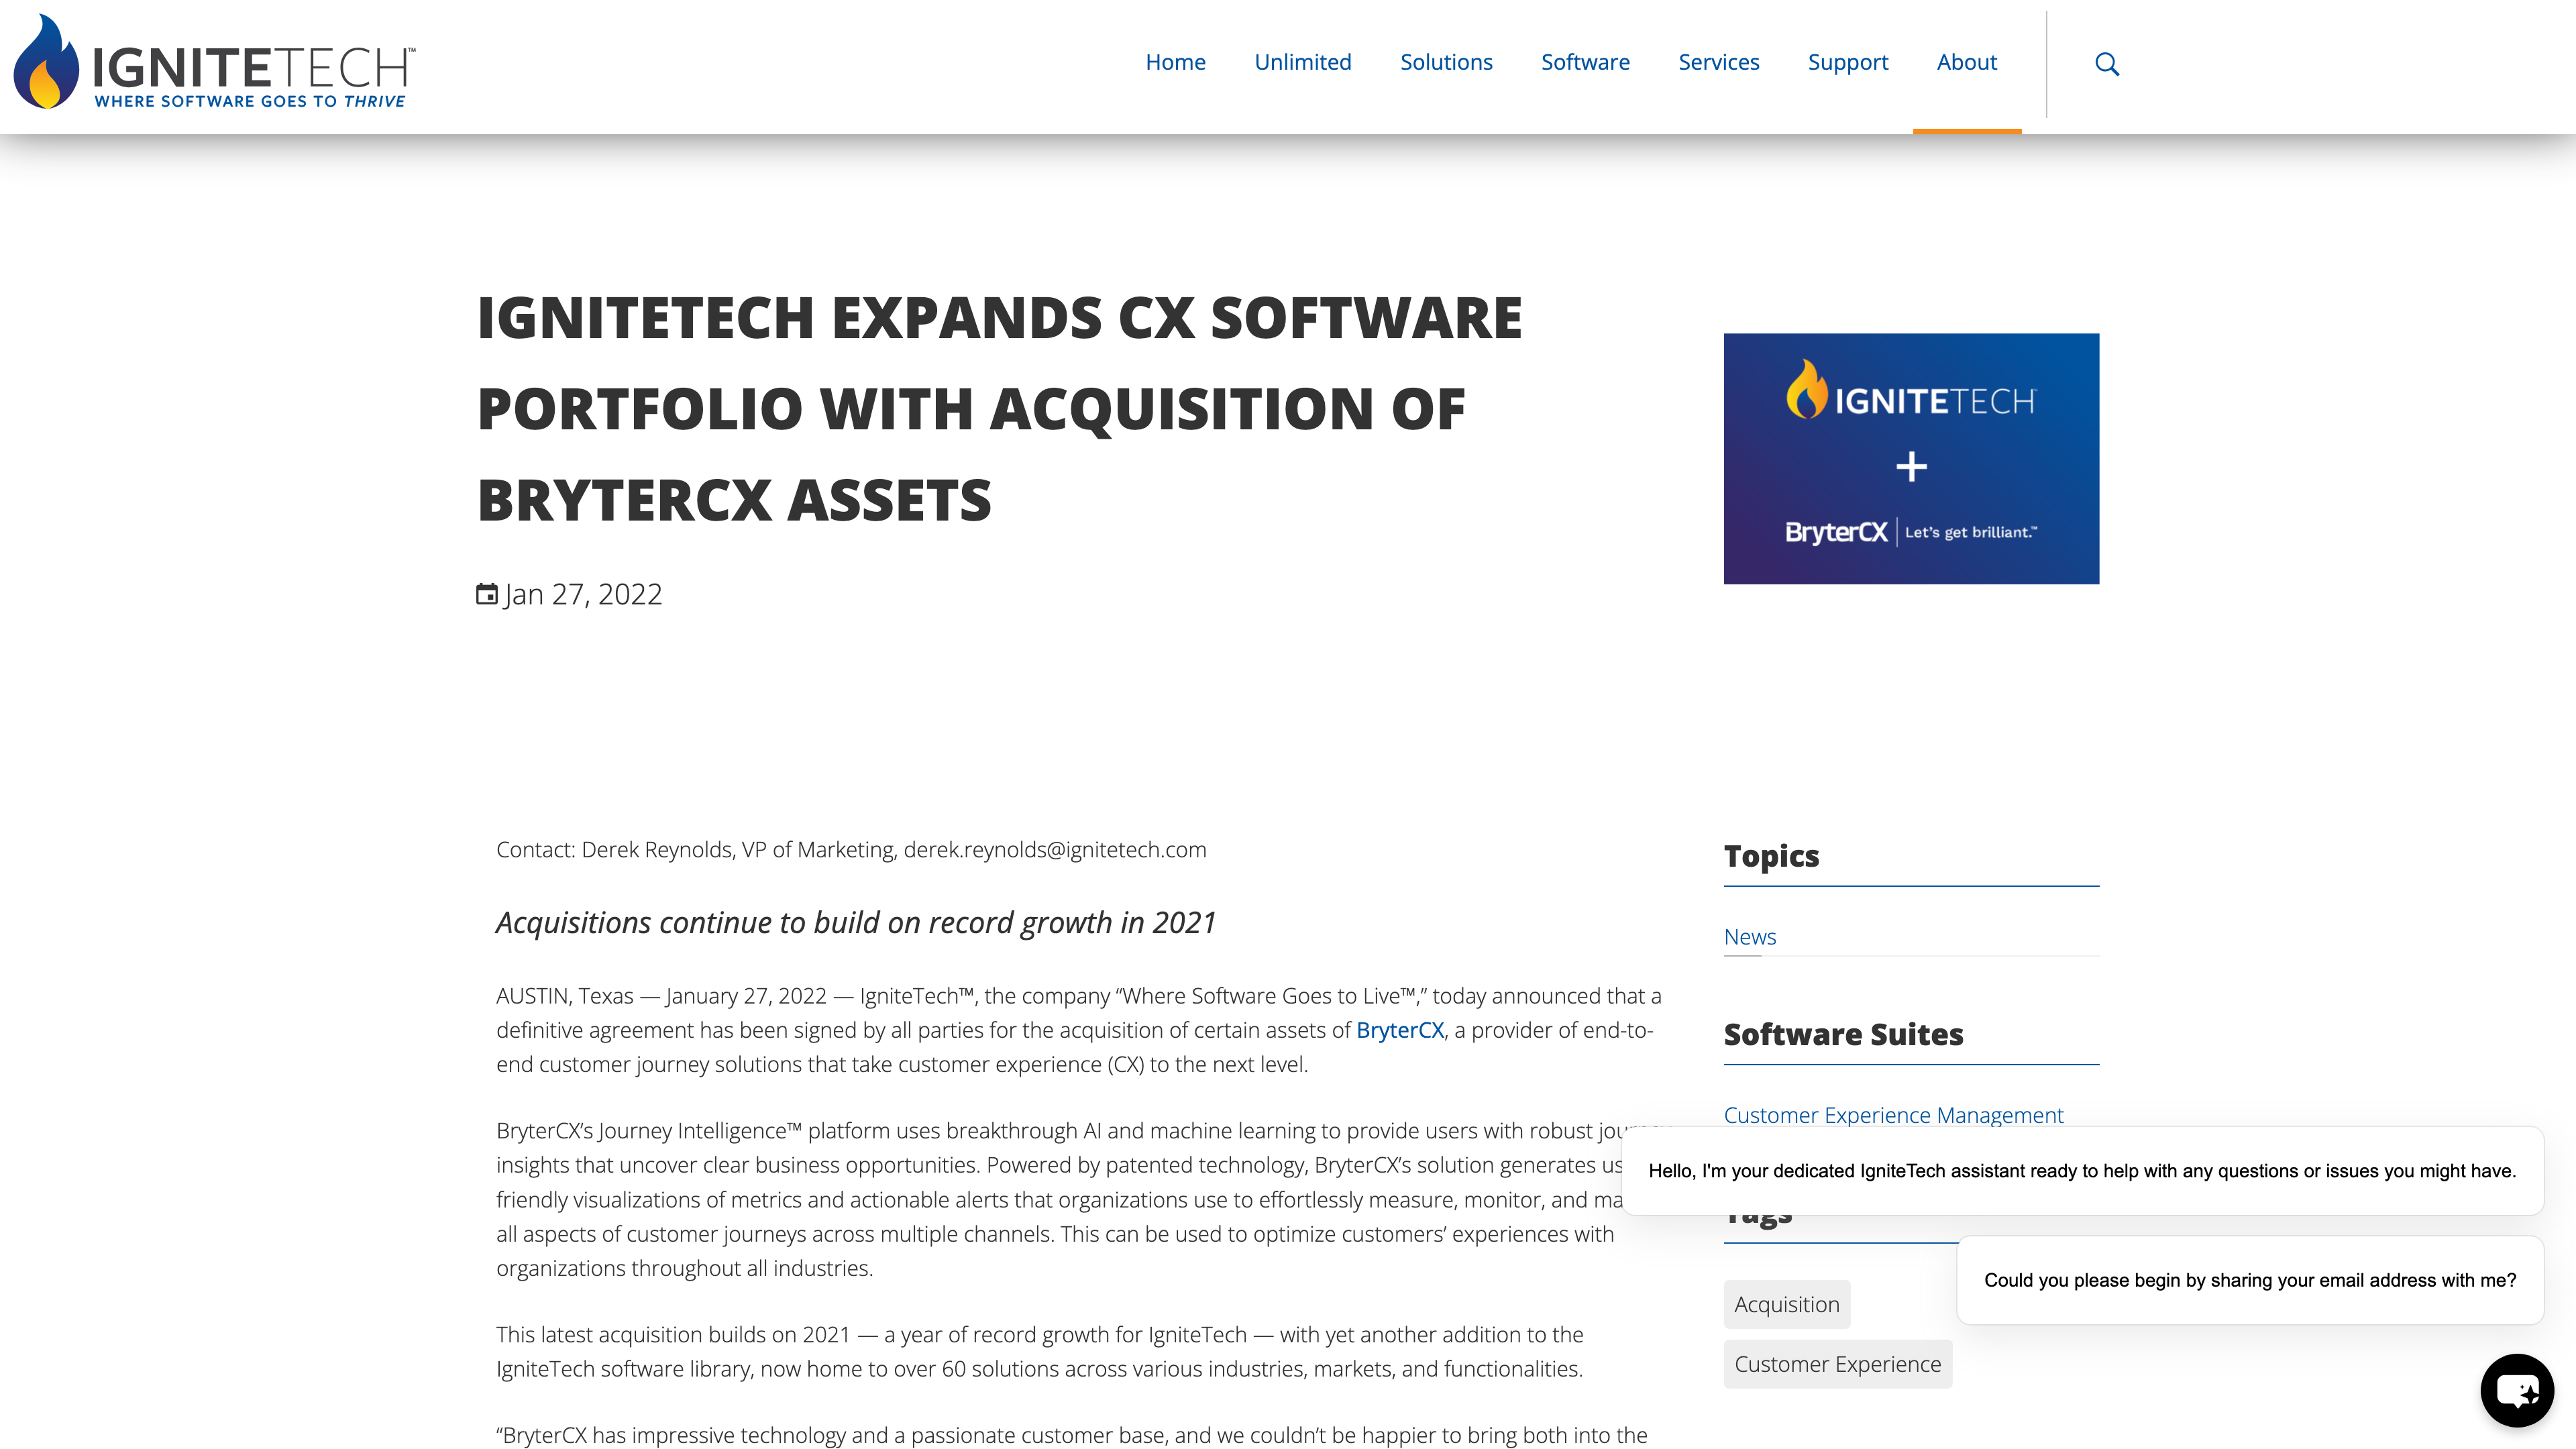 IGNITETECH™
WHERE SOFTWARE GOES TO THRIVE
Home
Unlimited
Solutions
Software
Services
Support
About
IGNITETECH EXPANDS CX SOFTWARE
PORTFOLIO WITH ACQUISITION OF
BRYTERCX ASSETS
Jan 27, 2022
IGNITETECH
+
BryterCX | Let's get brilliant.™
Contact: Derek Reynolds, VP of Marketing, derek.reynolds@ignitetech.com
Acquisitions continue to build on record growth in 2021
AUSTIN, Texas — January 27, 2022 — IgniteTech™, the company “Where Software Goes to Live™,” today announced that a
definitive agreement has been signed by all parties for the acquisition of certain assets of BryterCX, a provider of end-to-
end customer journey solutions that take customer experience (CX) to the next level.
BryterCX’s Journey Intelligence™ platform uses breakthrough AI and machine learning to provide users with robust
insights that uncover clear business opportunities. Powered by patented technology, BryterCX’s solution generates
friendly visualizations of metrics and actionable alerts that organizations use to effortlessly measure, monitor, and
all aspects of customer journeys across multiple channels. This can be used to optimize customers’ experiences with
organizations throughout all industries.
This latest acquisition builds on 2021 — a year of record growth for IgniteTech — with yet another addition to the
IgniteTech software library, now home to over 60 solutions across various industries, markets, and functionalities.
“BryterCX has impressive technology and a passionate customer base, and we couldn’t be happier to bring both into the
Topics
News
Software Suites
Customer Experience Management
Hello, I'm your dedicated IgniteTech assistant ready to help with any questions or issues you might have.
Tags
Could you please begin by sharing your email address with me?
Acquisition
Customer Experience